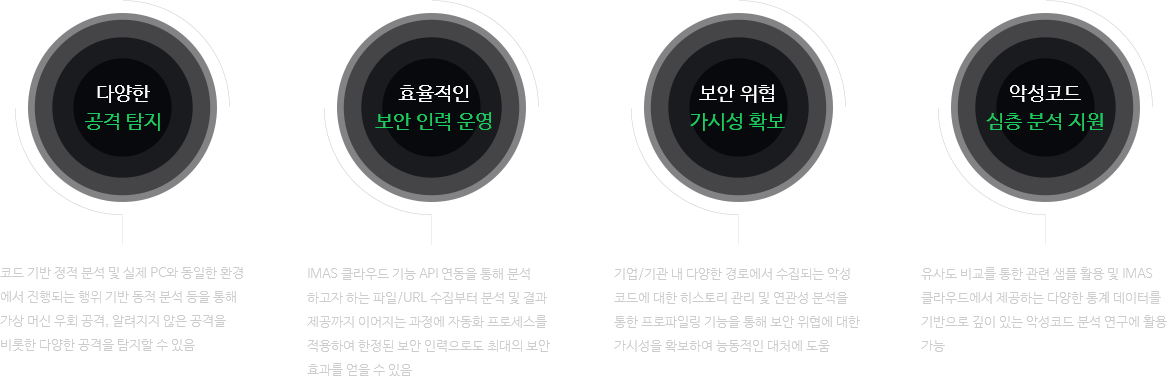 다양한
공격 탐지
코드 기반 정적 분석 및 실제 PC와 동일한 환경
에서 진행되는 행위 기반 동적 분석 등을 통해
가상 머신 우회 공격, 알려지지 않은 공격을
비롯한 다양한 공격을 탐지할 수 있음
효율적인
보안 인력 운영
IMAS 클라우드 기능 API 연동을 통해 분석
하고자 하는 파일/URL 수집부터 분석 및 결과
제공까지 이어지는 과정에 자동화 프로세스를
적용하여 한정된 보안 인력으로도 최대의 보안
효과를 얻을 수 있음
보안 위협
가시성 확보
기업/기관 내 다양한 경로에서 수집되는 악성
코드에 대한 히스토리 관리 및 연관성 분석을
통한 프로파일링 기능을 통해 보안 위협에 대한
가시성을 확보하여 능동적인 대처에 도움
악성코드
심층 분석 지원
유사도 비교를 통한 관련 샘플 활용 및 IMAS
클라우드에서 제공하는 다양한 통계 데이터를
기반으로 깊이 있는 악성코드 분석 연구에 활용
가능